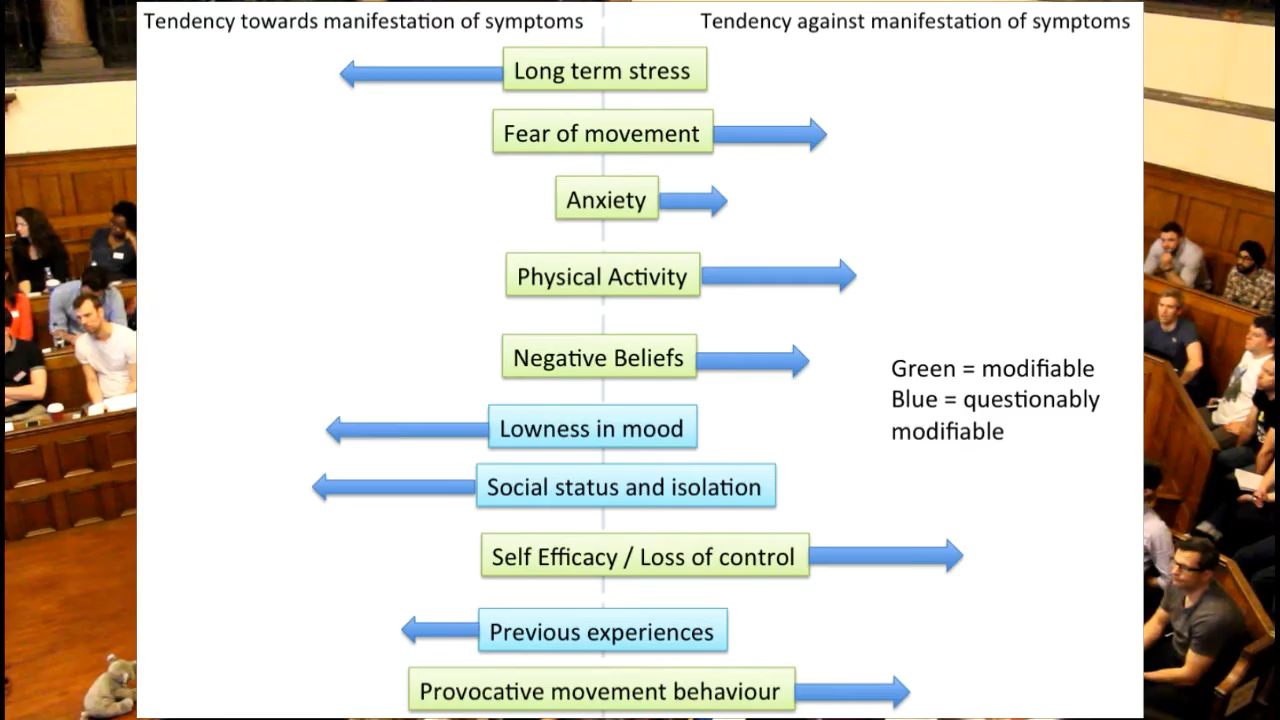 Tendency towards manifestation of symptoms
Tendency against manifestation of symptoms
Long term stress
Fear of movement
Anxiety
Physical Activity
Negative Beliefs
Green = modifiable
Blue = questionably
modifiable
Lowness in mood
Social status and isolation
Self Efficacy / Loss of control
Previous experiences
Provocative movement behaviour